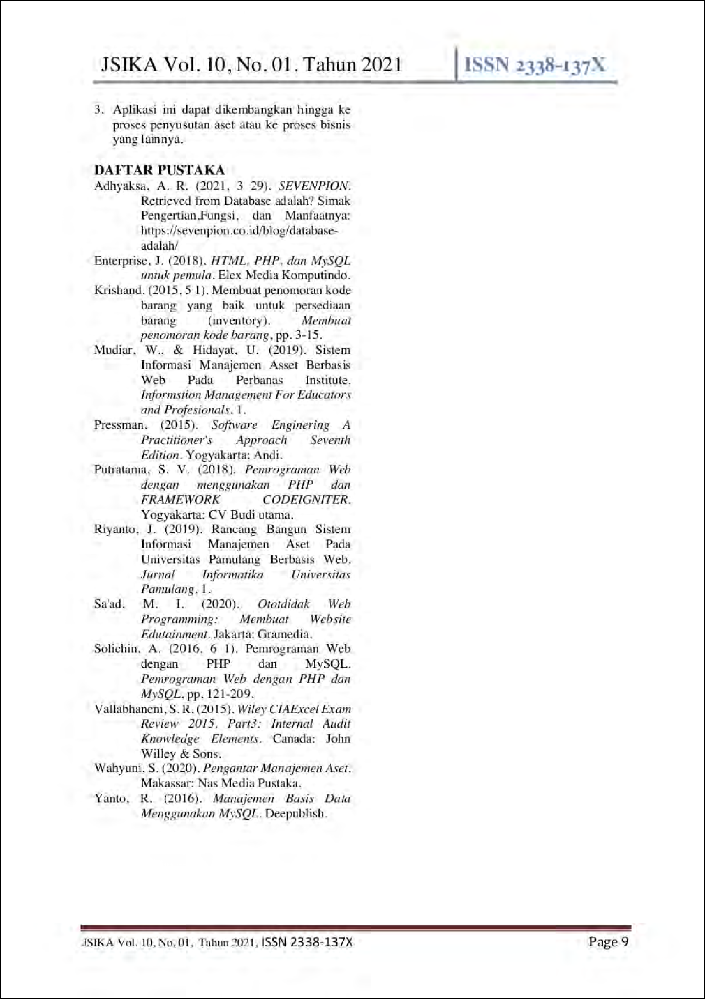 JSIKA Vol. 10, No. 01. Tahun 2021
ISSN 2338-137X
3. Aplikasi ini dapat dikembangkan hingga ke
proses penyusutan aset atau ke proses bisnis
yang lainnya.
DAFTAR PUSTAKA
Adhyaksa, A. R. (2021, 3 29). SEVENPION.
Retrieved from Database adalah? Simak
Pengertian,Fungsi, dan Manfaatnya:
https://sevenpion.co.id/blog/database-
adalah/
Enterprise, J. (2018). HTML, PHP, dan MySQL
untuk pemula. Elex Media Komputindo.
Krishand. (2015, 5 1). Membuat penomoran kode
barang yang baik untuk persediaan
barang (inventory). Membuat
penomoran kode barang, pp. 3-15.
Mudiar, W., & Hidayat, U. (2019). Sistem
Informasi Manajemen Asset Berbasis
Web Pada Perbanas Institute.
Informstion Management For Educators
and Profesionals, 1.
Pressman. (2015). Software Enginering A
Practitioner's Approach Seventh
Edition. Yogyakarta: Andi.
Putratama, S. V. (2018). Pemrograman Web
dengan menggunakan PHP dan
FRAMEWORK CODEIGNITER.
Yogyakarta: CV Budi utama.
Riyanto, J. (2019). Rancang Bangun Sistem
Informasi Manajemen Aset Pada
Universitas Pamulang Berbasis Web.
Jurnal Informatika Universitas
Pamulang, 1.
Sa'ad, M. I. (2020). Ototdidak Web
Programming: Membuat Website
Edutainment. Jakarta: Gramedia.
Solichin, A. (2016, 6 1). Pemrograman Web
dengan PHP dan MySQL.
Pemrograman Web dengan PHP dan
MySQL, pp. 121-209.
Vallabhaneni, S. R. (2015). Wiley CIAExcel Exam
Review 2015, Part3: Internal Audit
Knowledge Elements. Canada: John
Willey & Sons.
Wahyuni, S. (2020). Pengantar Manajemen Aset.
Makassar: Nas Media Pustaka.
Yanto, R. (2016). Manajemen Basis Data
Menggunakan MySQL. Deepublish.
JSIKA Vol. 10, No. 01, Tahun 2021, ISSN 2338-137X
Page 9